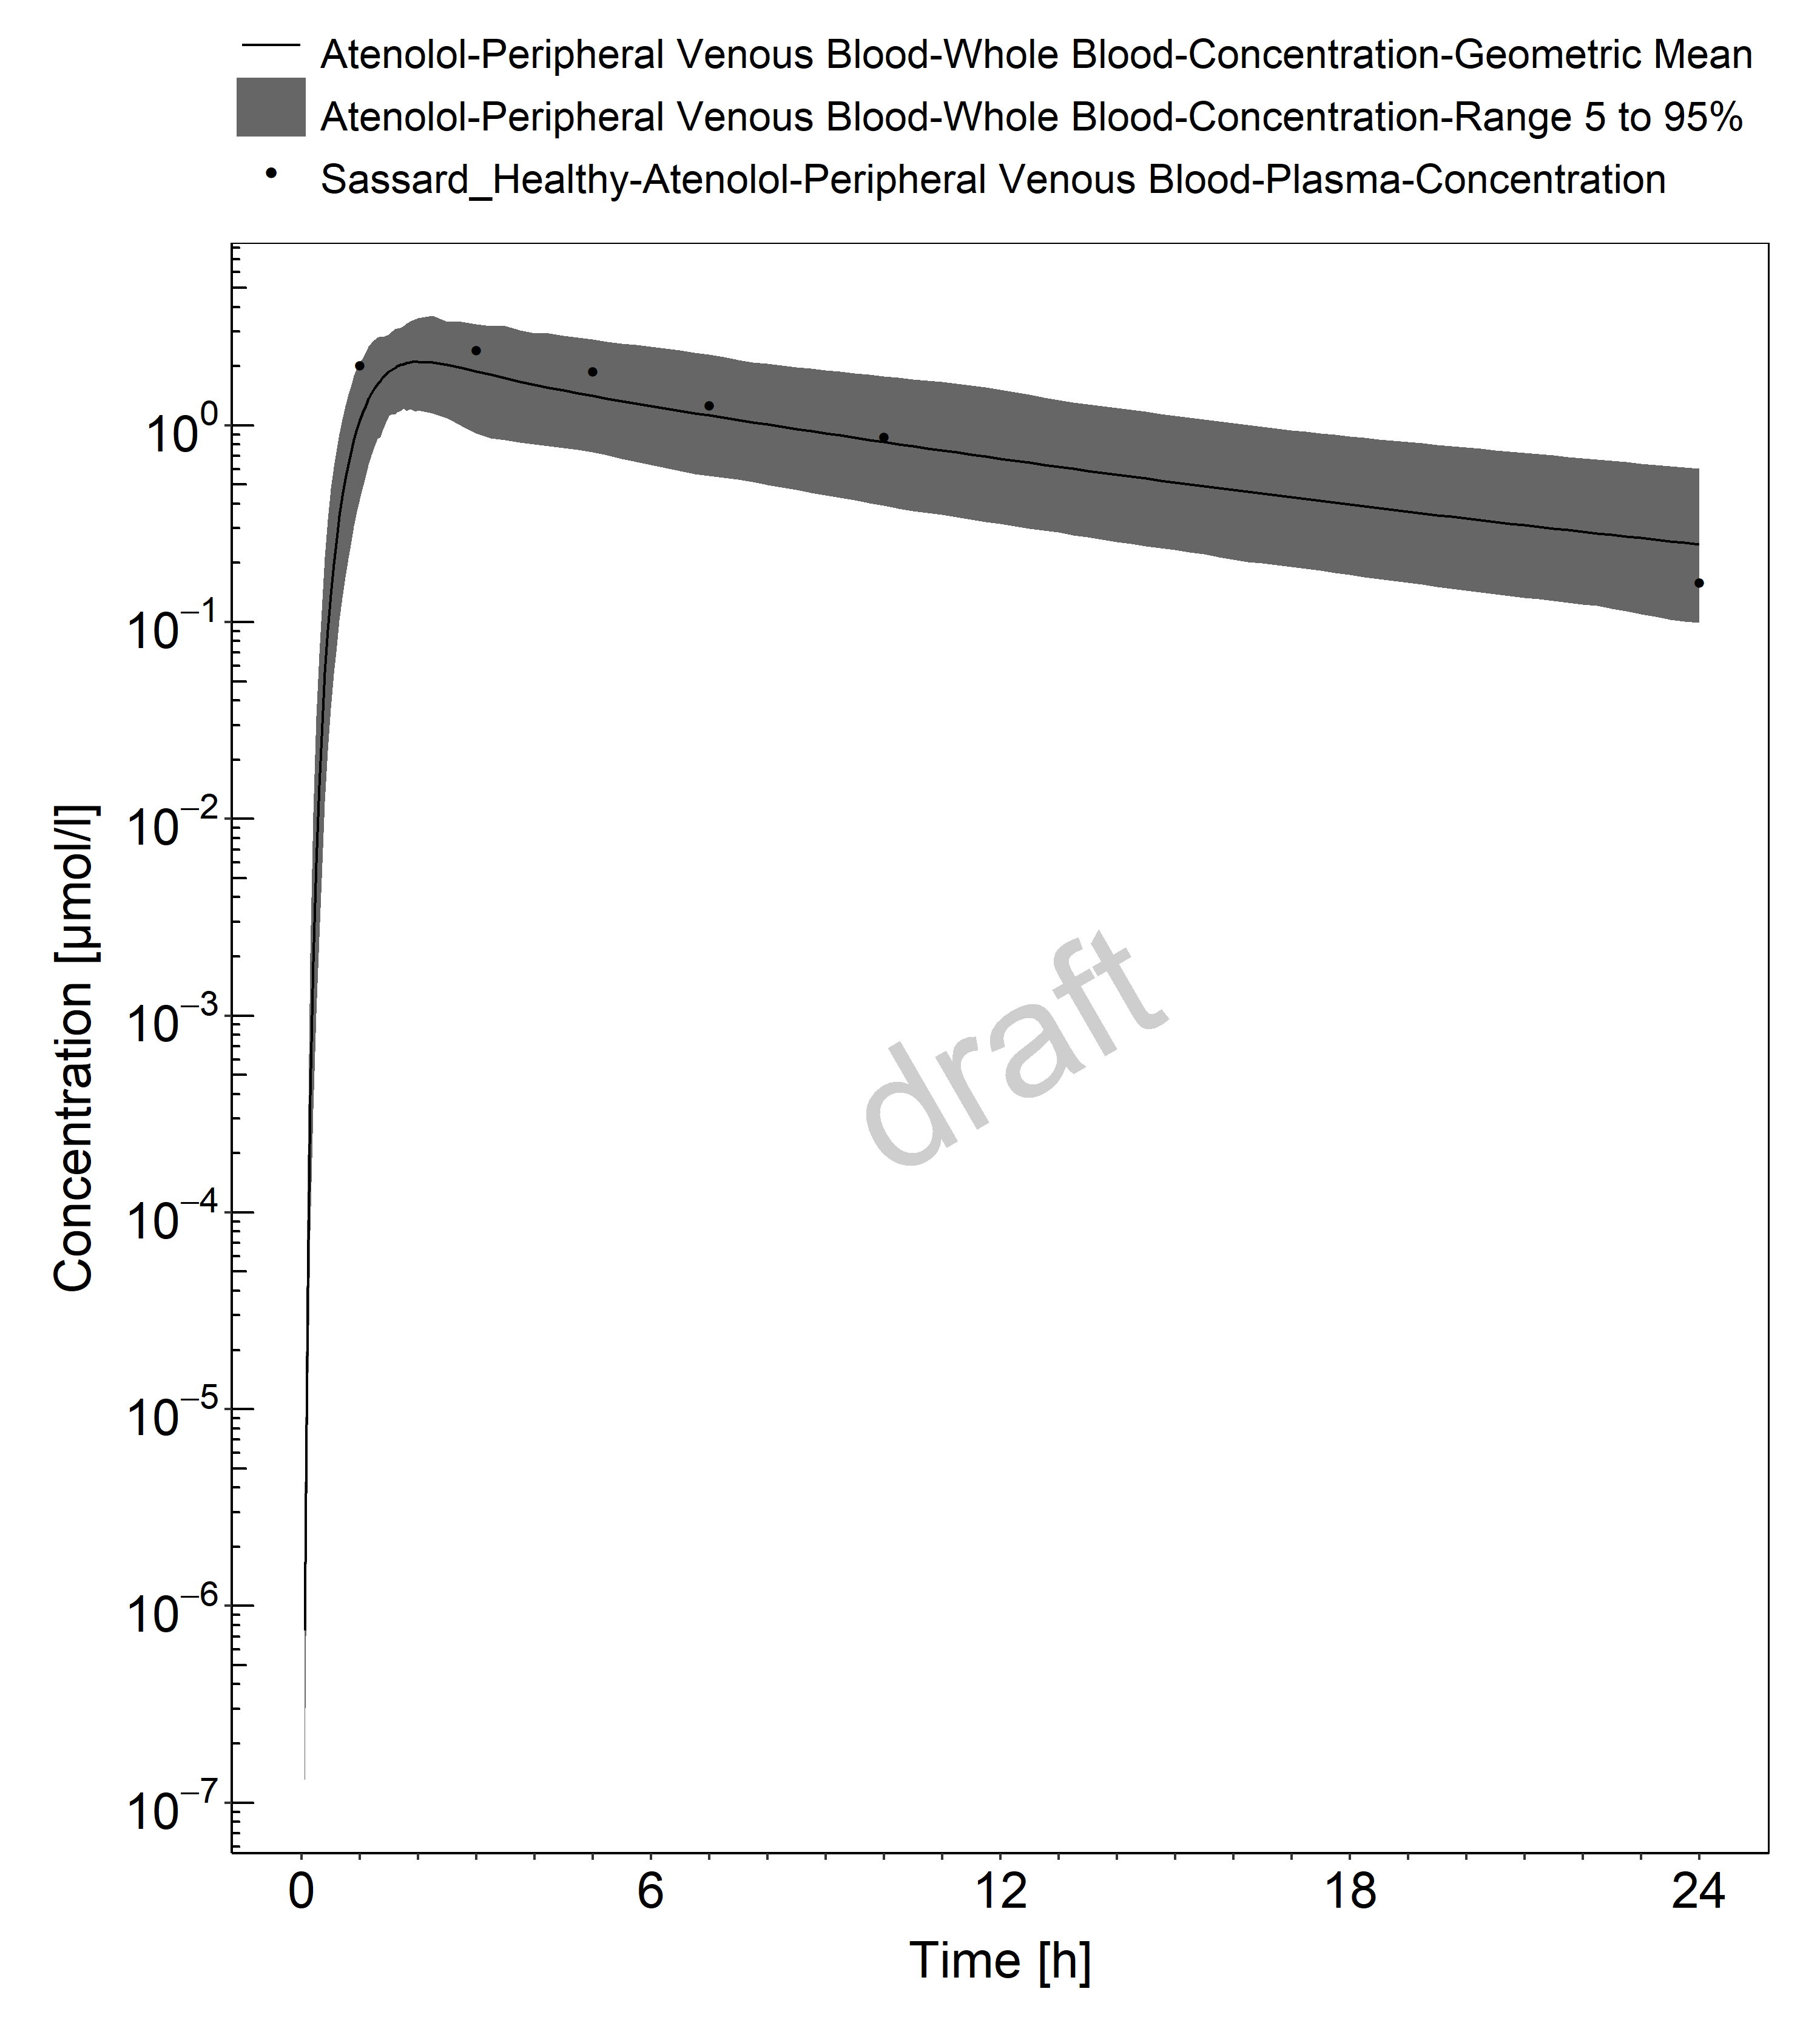 Atenolol-Peripheral Venous Blood-Whole Blood-Concentration-Geometric Mean
Atenolol-Peripheral Venous Blood-Whole Blood-Concentration-Range 5 to 95%
Sassard_Healthy-Atenolol-Peripheral Venous Blood-Plasma-Concentration
10⁰
10⁻¹
10⁻²
10⁻³
10⁻⁴
10⁻⁵
10⁻⁶
10⁻⁷
Concentration [µmol/l]
draft
0 6 12 18 24
Time [h]